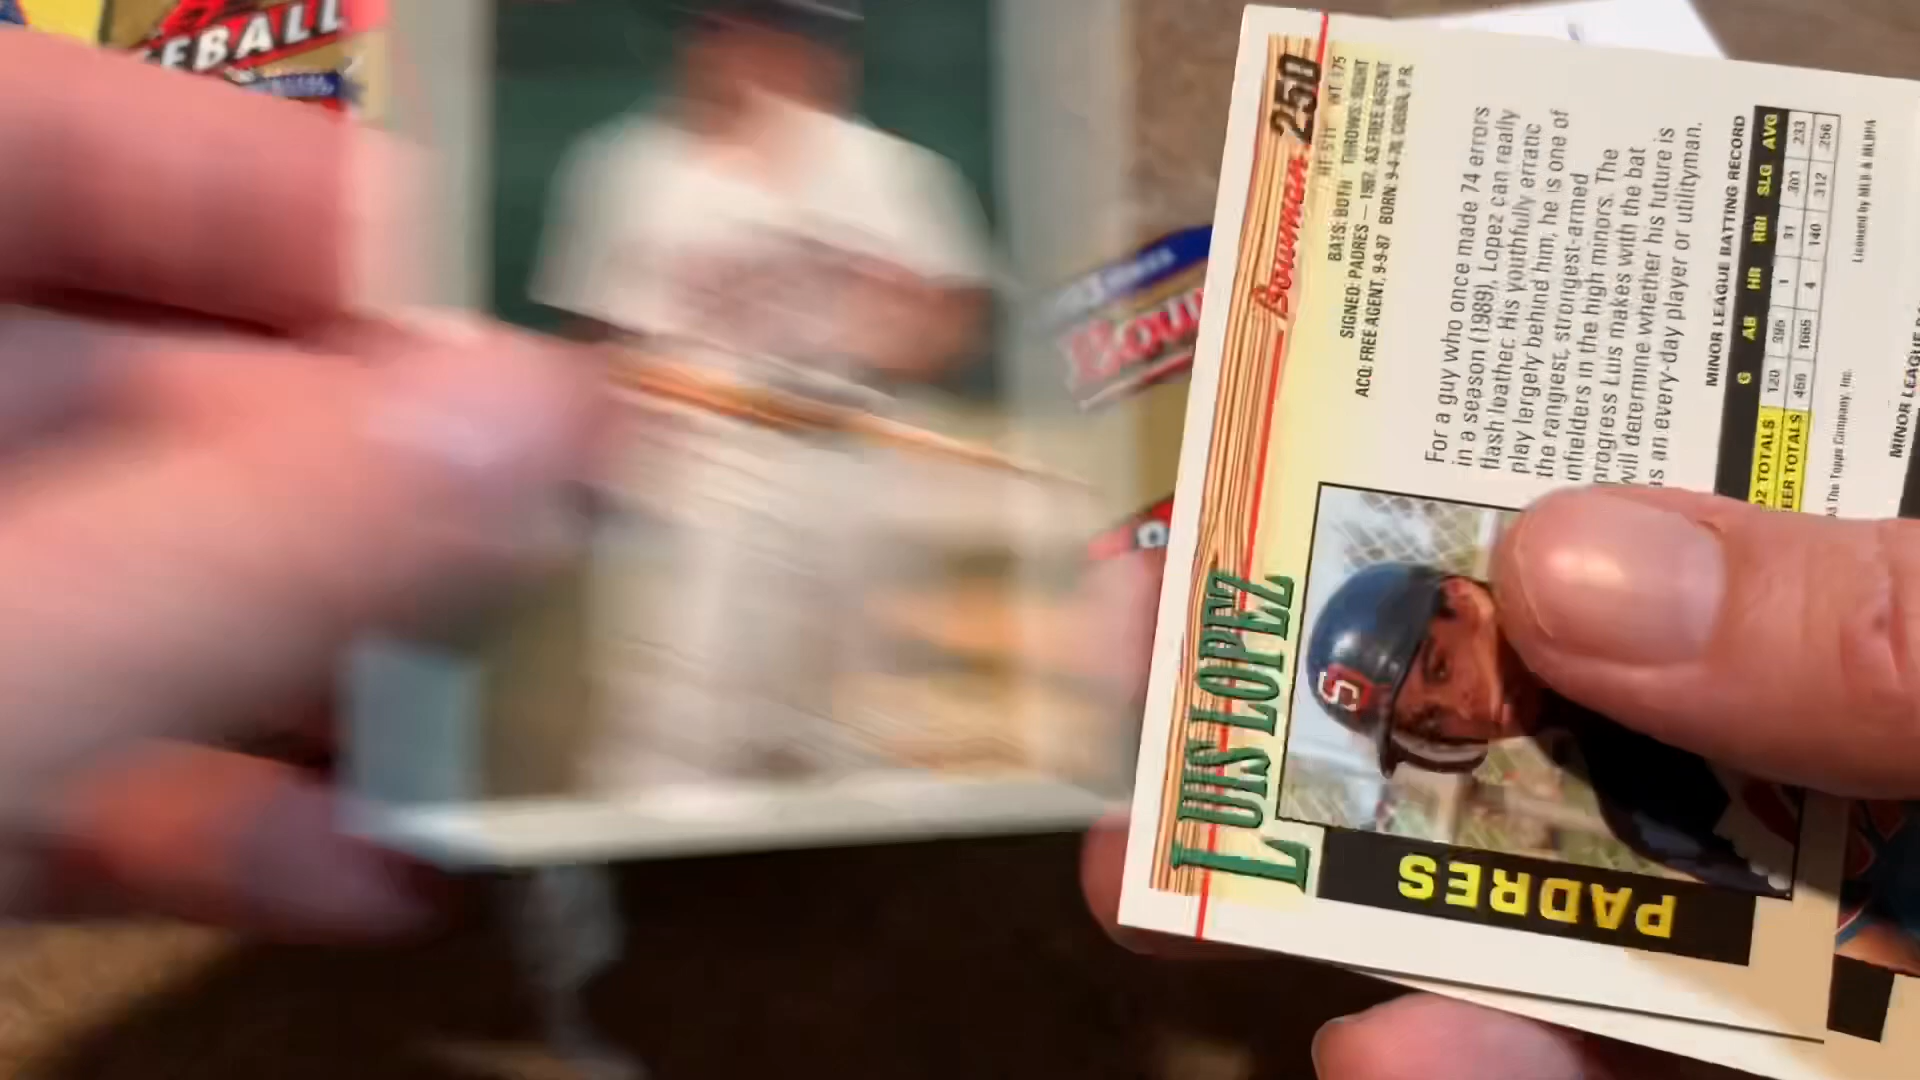 EBALL
Bow
Bowman 250
HT: 5'11" WT: 175
BATS: BOTH THROWS: RIGHT
SIGNED: PADRES — 1987, AS FREE AGENT
ACQ: FREE AGENT, 9-9-87 BORN: 9-4-70, CIDRA, P.R.
LUIS LOPEZ
PADRES
For a guy who once made 74 errors
in a season (1989), Lopez can really
flash leather. His youthfully erratic
play largely behind him, he is one of
the rangiest, strongest-armed
infielders in the high minors. The
progress Luis makes with the bat
will determine whether his future is
as an every-day player or utilityman.
MINOR LEAGUE BATTING RECORD
G AB HR RBI SLG AVG
92 TOTALS 120 395 1 31 .301 .233
EER TOTALS 468 1665 4 140 .312 .256
The Topps Company, Inc.
Licensed by MLB & MLBPA
MINOR LEAGUE